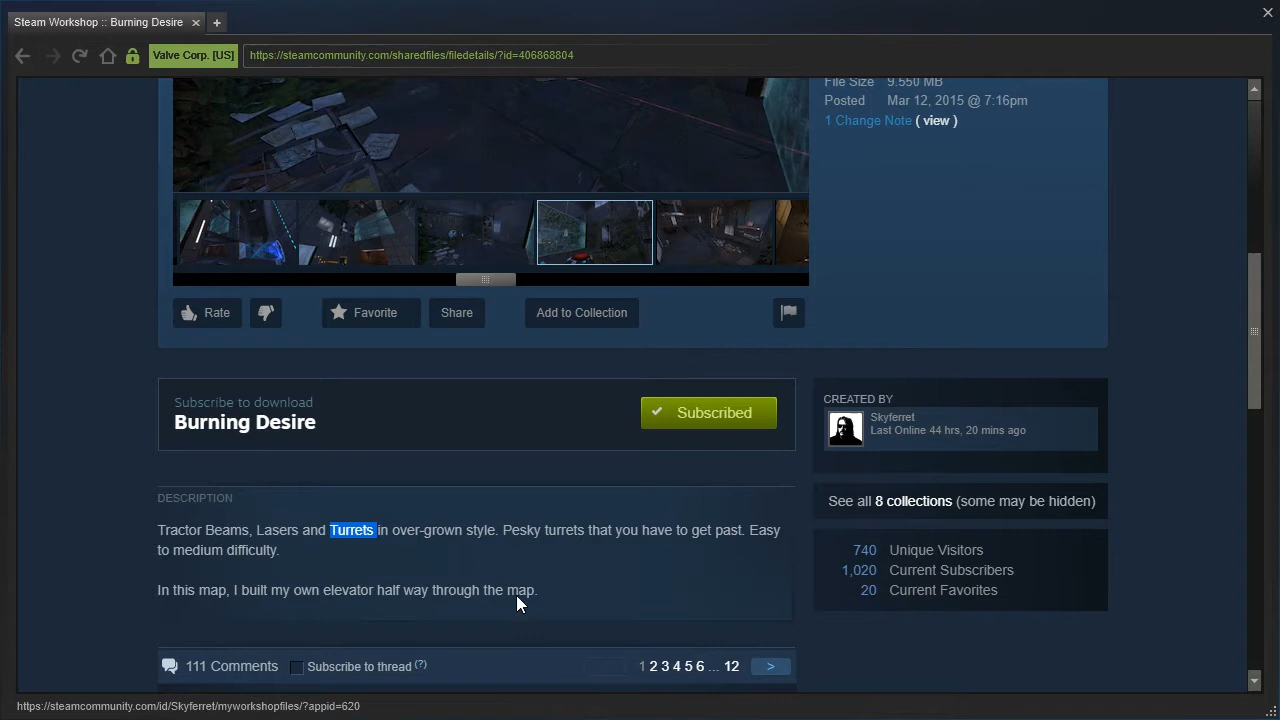 Steam Workshop :: Burning Desire
Valve Corp. [US]
https://steamcommunity.com/sharedfiles/filedetails/?id=406868804
File Size 9.550 MB
Posted Mar 12, 2015 @ 7:16pm
1 Change Note ( view )
Rate
Favorite
Share
Add to Collection
Subscribe to download
Burning Desire
Subscribed
CREATED BY
Skyferret
Last Online 44 hrs, 20 mins ago
See all 8 collections (some may be hidden)
740 Unique Visitors
1,020 Current Subscribers
20 Current Favorites
DESCRIPTION
Tractor Beams, Lasers and Turrets in over-grown style. Pesky turrets that you have to get past. Easy
to medium difficulty.
In this map, I built my own elevator half way through the map.
111 Comments
Subscribe to thread (?)
1 2 3 4 5 6 ... 12 >
https://steamcommunity.com/id/Skyferret/myworkshopfiles/?appid=620